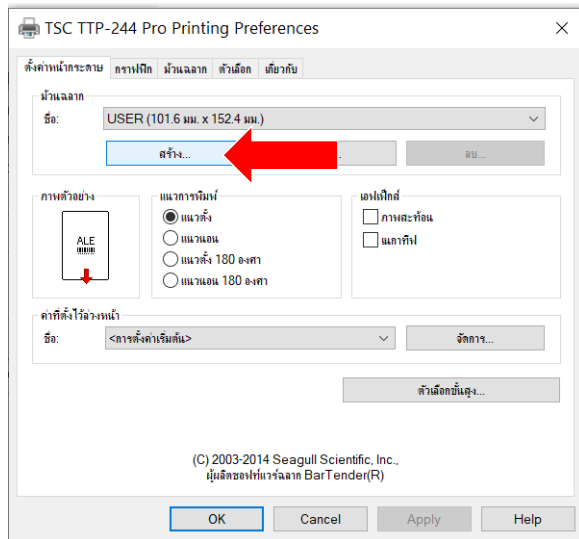 TSC TTP-244 Pro Printing Preferences
ตั้งค่าหน้ากระดาษ กราฟฟิก ม้วนฉลาก ตัวเลือก เกี่ยวกับ
ม้วนฉลาก
ชื่อ: USER (101.6 มม. x 152.4 มม.)
สร้าง... ลบ...
ภาพตัวอย่าง แนวการพิมพ์ เอฟเฟ็กส์
ALE
แนวตั้ง ภาพสะท้อน
แนวนอน เนกาทีฟ
แนวตั้ง 180 องศา
แนวนอน 180 องศา
ค่าที่ตั้งไว้ล่วงหน้า
ชื่อ: <การตั้งค่าเริ่มต้น> จัดการ...
ตัวเลือกขั้นสูง...
(C) 2003-2014 Seagull Scientific, Inc.,
ผู้ผลิตซอฟท์แวร์ฉลาก BarTender(R)
OK Cancel Apply Help